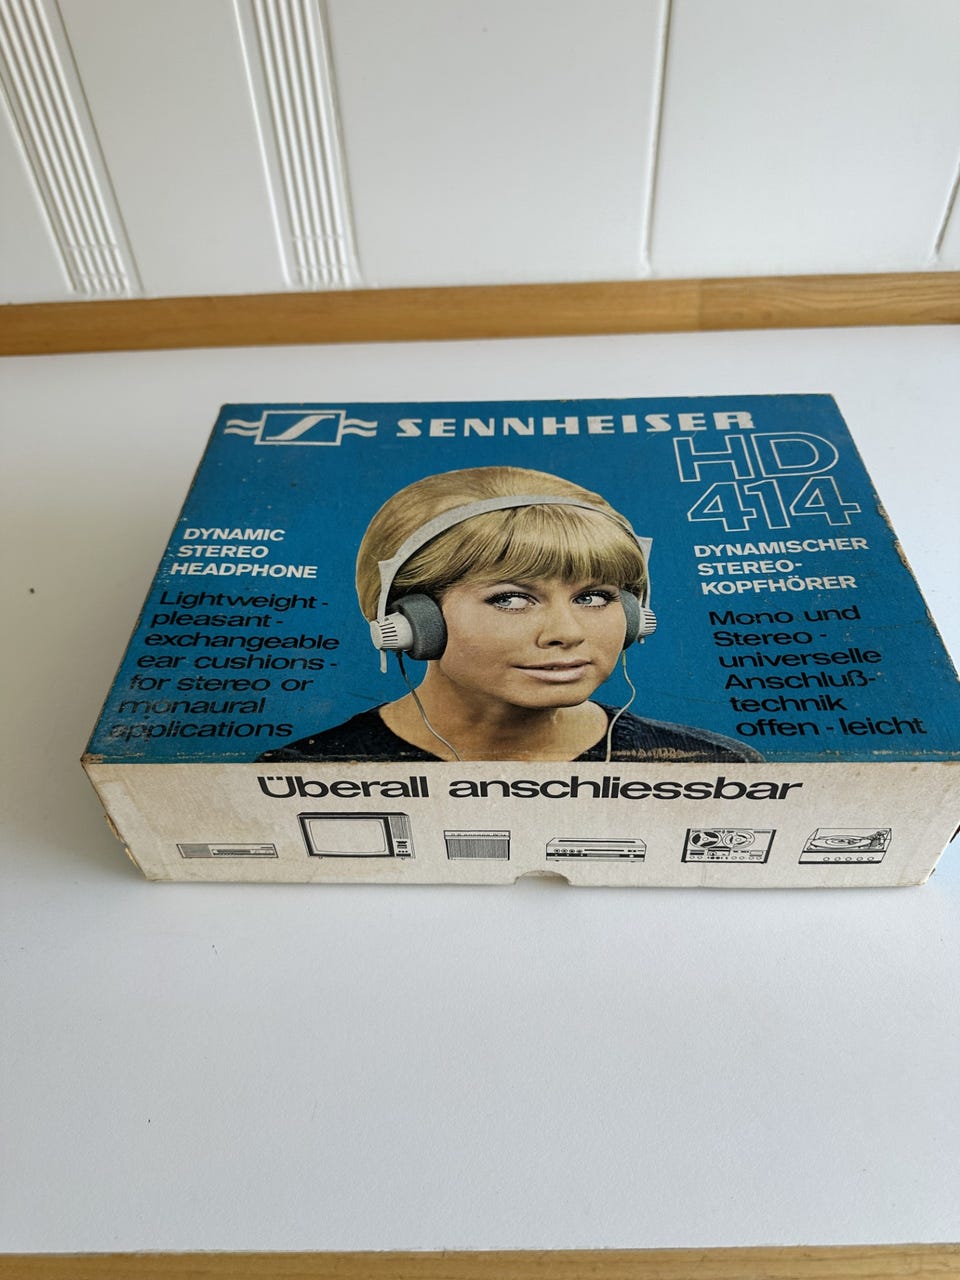 SENNHEISER
HD
414
DYNAMIC
STEREO
HEADPHONE
Lightweight -
pleasant -
exchangeable
ear cushions -
for stereo or
monaural
applications
DYNAMISCHER
STEREO-
KOPFHÖRER
Mono und
Stereo -
universelle
Anschluß-
technik
offen - leicht
Überall anschliessbar